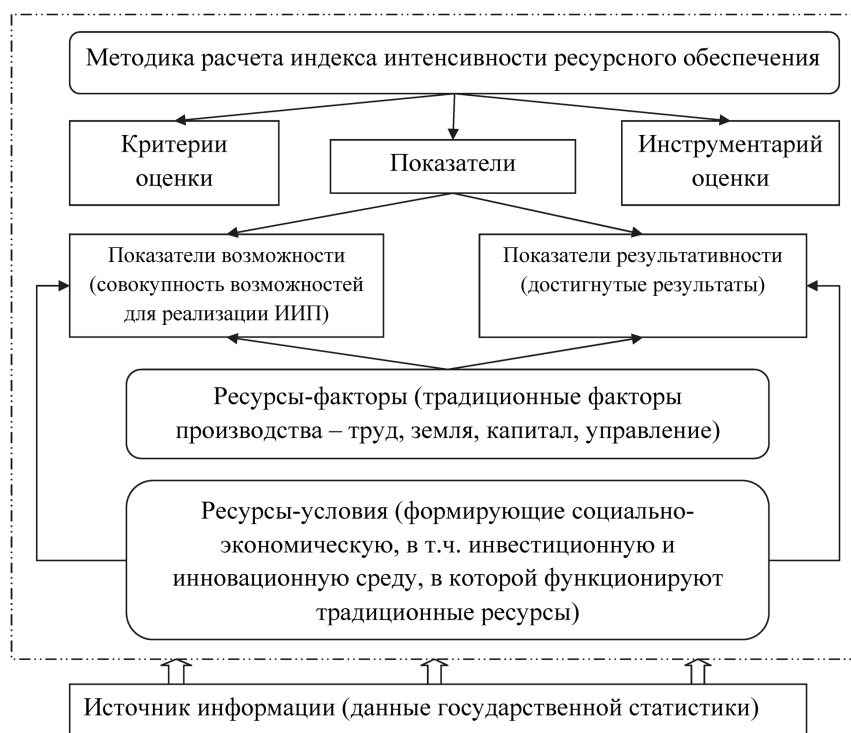 Методика расчета индекса интенсивности ресурсного обеспечения
Критерии
оценки
Показатели
Инструментарий
оценки
Показатели возможности
(совокупность возможностей
для реализации ИИП)
Показатели результативности
(достигнутые результаты)
Ресурсы-факторы (традиционные факторы
производства – труд, земля, капитал, управление)
Ресурсы-условия (формирующие социально-
экономическую, в т.ч. инвестиционную и
инновационную среду, в которой функционируют
традиционные ресурсы)
Источник информации (данные государственной статистики)